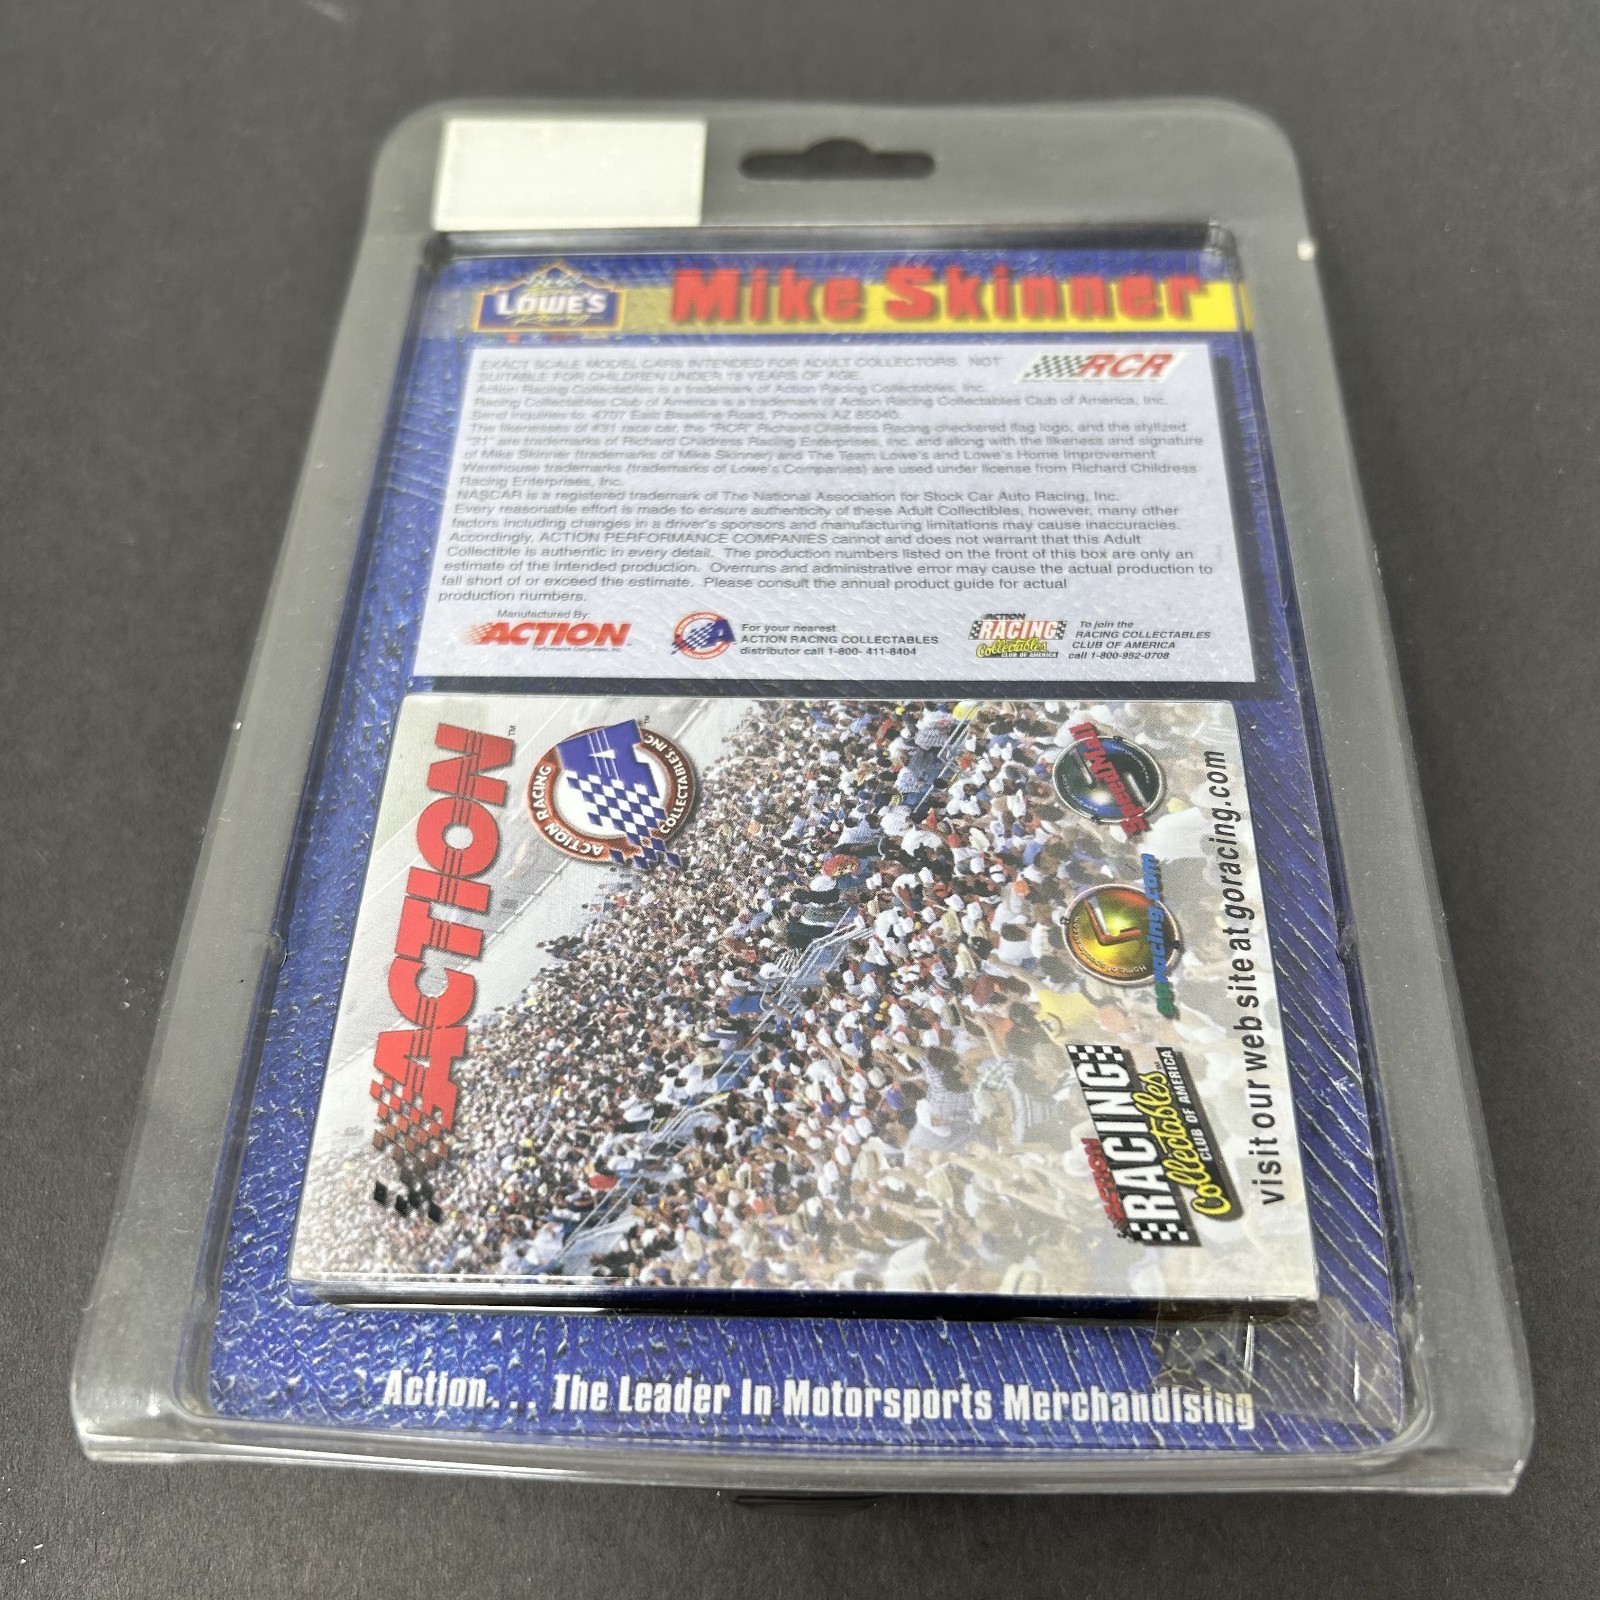 LOWE'S
Racing
Mike Skinner
RCR
EXACT SCALE MODEL CARS INTENDED FOR ADULT COLLECTORS. NOT
SUITABLE FOR CHILDREN UNDER 18 YEARS OF AGE.
Action Racing Collectables is a trademark of Action Racing Collectables, Inc.
Racing Collectables Club of America is a trademark of Action Racing Collectables Club of America, Inc.
Send inquiries to: 4707 East Baseline Road, Phoenix AZ 85040.
The likenesses of #31 race car, the "RCR" Richard Childress Racing checkered flag logo, and the stylized
"31" are trademarks of Richard Childress Racing Enterprises, Inc. and along with the likeness and signature
of Mike Skinner (trademarks of Mike Skinner) and The Team Lowe's and Lowe's Home Improvement
Warehouse trademarks (trademarks of Lowe's Companies) are used under license from Richard Childress
Racing Enterprises, Inc.
NASCAR is a registered trademark of The National Association for Stock Car Auto Racing, Inc.
Every reasonable effort is made to ensure authenticity of these Adult Collectibles, however, many other
factors including changes in a driver's sponsors and manufacturing limitations may cause inaccuracies.
Accordingly, ACTION PERFORMANCE COMPANIES cannot and does not warrant that this Adult
Collectible is authentic in every detail. The production numbers listed on the front of this box are only an
estimate of the intended production. Overruns and administrative error may cause the actual production to
fall short of or exceed the estimate. Please consult the annual product guide for actual
production numbers.
Manufactured By:
ACTION
Performance Companies, Inc.
For your nearest
ACTION RACING COLLECTABLES
distributor call 1-800- 411-8404
ACTION
RACING
Collectables
CLUB OF AMERICA
To join the
RACING COLLECTABLES
CLUB OF AMERICA
call 1-800-952-0708
ACTION™
ACTION RACING COLLECTABLES INC.™
SpeedMall
goracing.com
ACTION
RACING
Collectables
CLUB OF AMERICA
visit our web site at goracing.com
Action. . . The Leader In Motorsports Merchandising